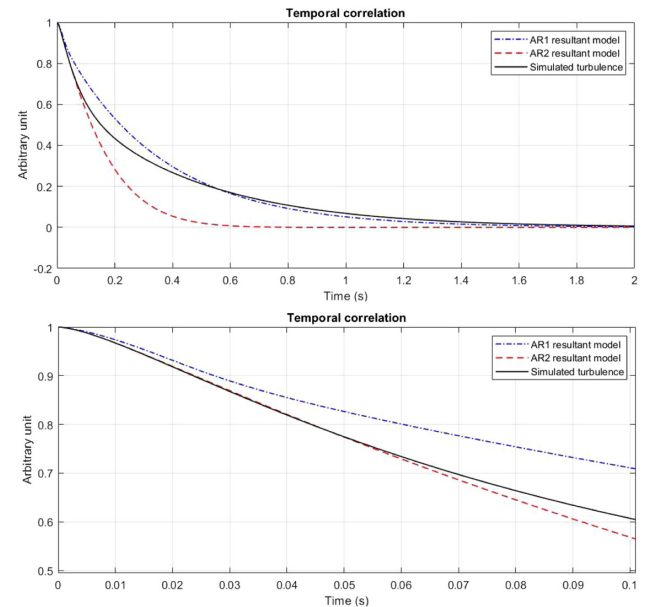 Temporal correlation
1
0.8
0.6
0.4
0.2
0
-0.2
Arbitrary unit
AR1 resultant model
AR2 resultant model
Simulated turbulence
0 0.2 0.4 0.6 0.8 1 1.2 1.4 1.6 1.8 2
Time (s)
Temporal correlation
1
0.9
0.8
0.7
0.6
0.5
Arbitrary unit
AR1 resultant model
AR2 resultant model
Simulated turbulence
0 0.01 0.02 0.03 0.04 0.05 0.06 0.07 0.08 0.09 0.1
Time (s)